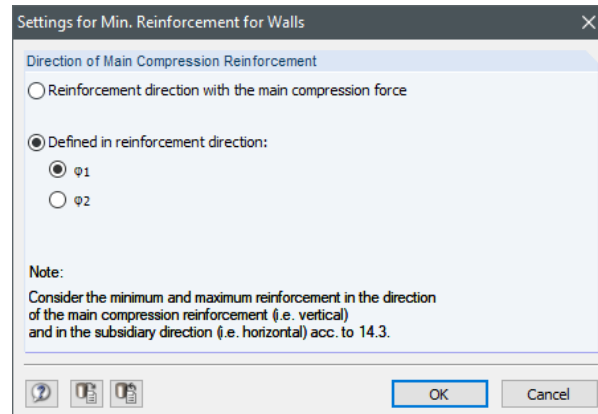 Settings for Min. Reinforcement for Walls
Direction of Main Compression Reinforcement
Reinforcement direction with the main compression force
Defined in reinforcement direction:
φ1
φ2
Note:
Consider the minimum and maximum reinforcement in the direction
of the main compression reinforcement (i.e. vertical)
and in the subsidiary direction (i.e. horizontal) acc. to 14.3.
OK Cancel